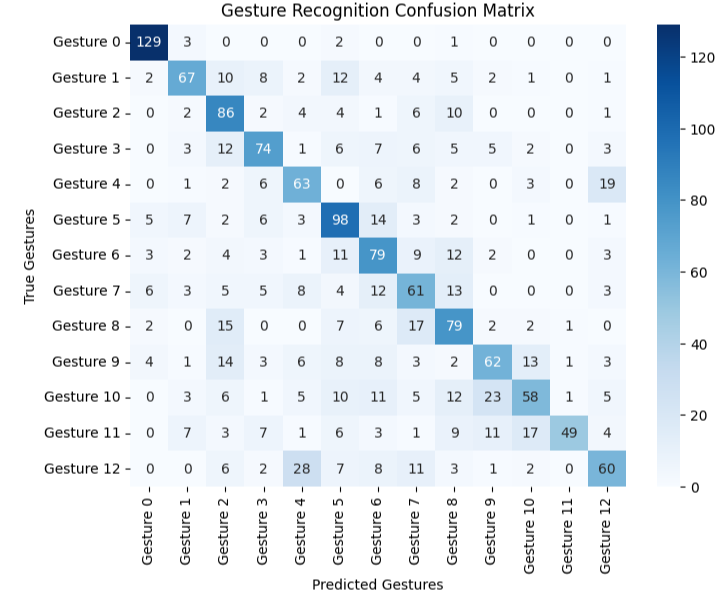 Gesture Recognition Confusion Matrix
Gesture 0 129 3 0 0 0 2 0 0 1 0 0 0 0
Gesture 1 2 67 10 8 2 12 4 4 5 2 1 0 1
Gesture 2 0 2 86 2 4 4 1 6 10 0 0 0 1
Gesture 3 0 3 12 74 1 6 7 6 5 5 2 0 3
Gesture 4 0 1 2 6 63 0 6 8 2 0 3 0 19
Gesture 5 5 7 2 6 3 98 14 3 2 0 1 0 1
Gesture 6 3 2 4 3 1 11 79 9 12 2 0 0 3
Gesture 7 6 3 5 5 8 4 12 61 13 0 0 0 3
Gesture 8 2 0 15 0 0 7 6 17 79 2 2 1 0
Gesture 9 4 1 14 3 6 8 8 3 2 62 13 1 3
Gesture 10 0 3 6 1 5 10 11 5 12 23 58 1 5
Gesture 11 0 7 3 7 1 6 3 1 9 11 17 49 4
Gesture 12 0 0 6 2 28 7 8 11 3 1 2 0 60
Gesture 0 Gesture 1 Gesture 2 Gesture 3 Gesture 4 Gesture 5 Gesture 6 Gesture 7 Gesture 8 Gesture 9 Gesture 10 Gesture 11 Gesture 12
Predicted Gestures
True Gestures
120
100
80
60
40
20
0